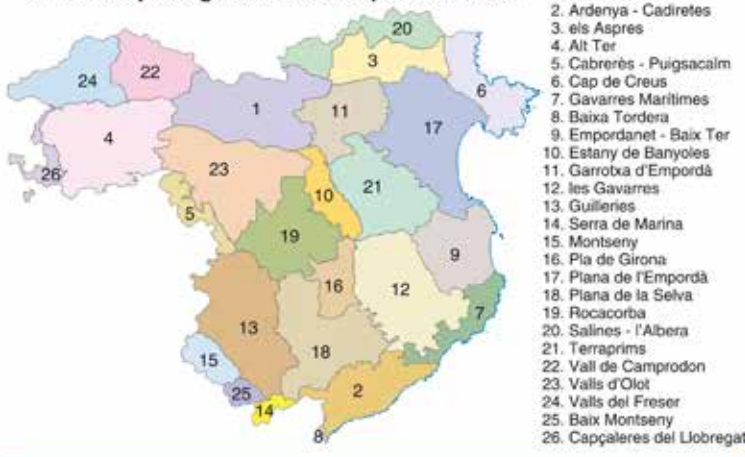 20
2. Ardenya - Cadiretes
3. els Aspres
4. Alt Ter
5. Cabrerès - Puigsacalm
6. Cap de Creus
7. Gavarres Marítimes
8. Baixa Tordera
9. Empordanet - Baix Ter
10. Estany de Banyoles
11. Garrotxa d'Empordà
12. les Gavarres
13. Guilleries
14. Serra de Marina
15. Montseny
16. Pla de Girona
17. Plana de l'Empordà
18. Plana de la Selva
19. Rocacorba
20. Salines - l'Albera
21. Terraprims
22. Vall de Camprodon
23. Valls d'Olot
24. Valls del Freser
25. Baix Montseny
26. Capçaleres del Llobregat
3
22
24
6
1
11
17
4
23
26
10
21
5
19
9
16
12
7
13
18
15
2
25
14
8